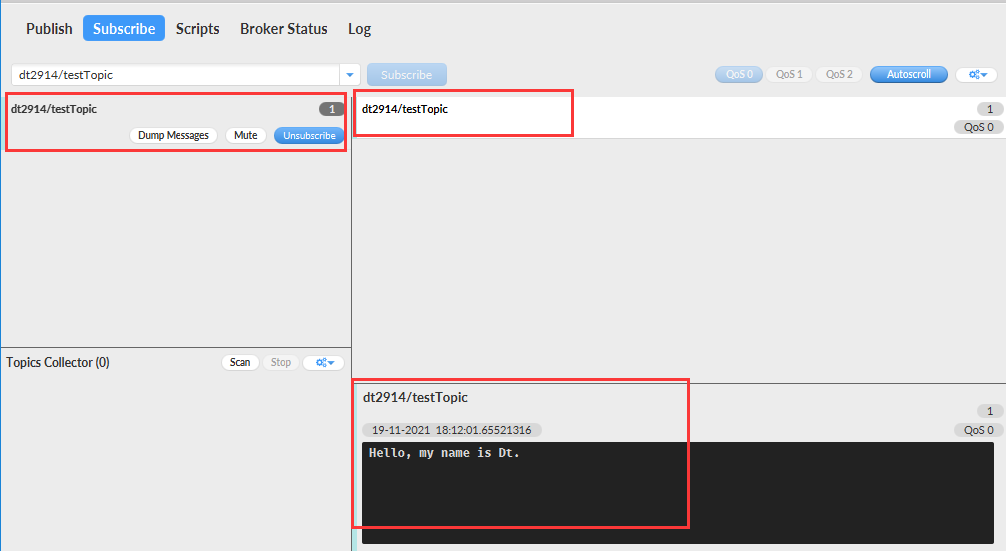 Publish Subscribe Scripts Broker Status Log
dt2914/testTopic Subscribe QoS 0 QoS 1 QoS 2 Autoscroll
dt2914/testTopic 1
Dump Messages Mute Unsubscribe
dt2914/testTopic 1
QoS 0
Topics Collector (0) Scan Stop
dt2914/testTopic
1
19-11-2021 18:12:01.65521316 QoS 0
Hello, my name is Dt.